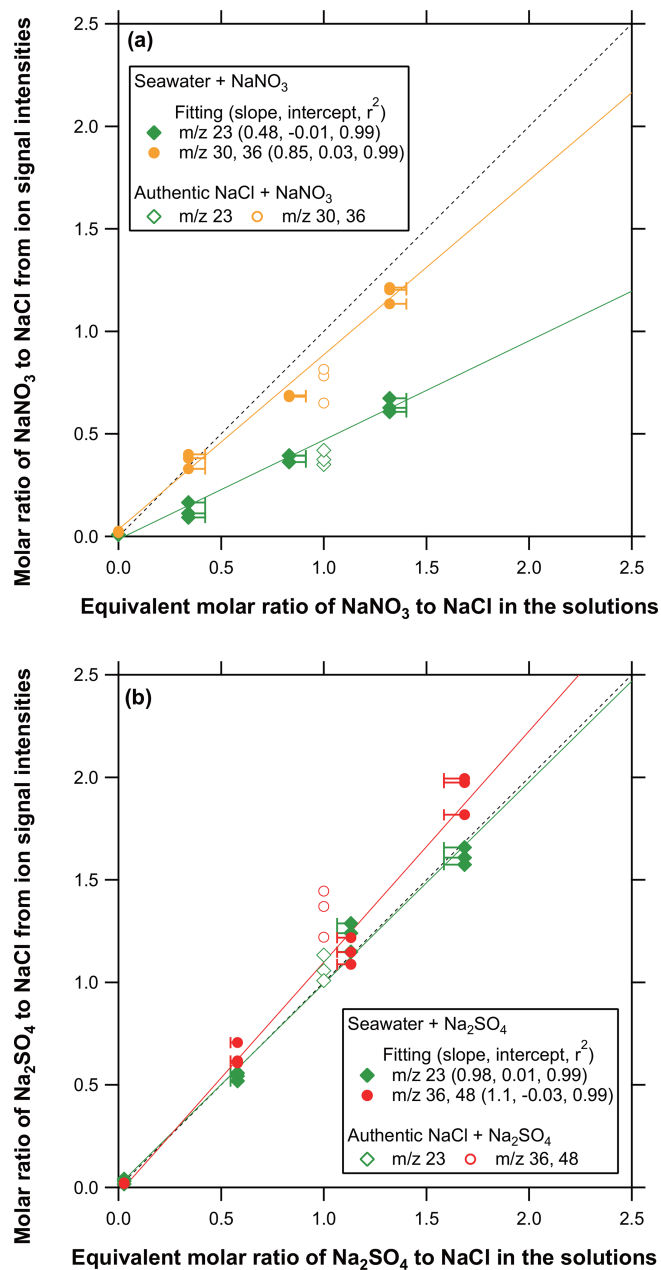 (a)
Seawater + NaNO3
Fitting (slope, intercept, r2)
m/z 23 (0.48, -0.01, 0.99)
m/z 30, 36 (0.85, 0.03, 0.99)
Authentic NaCl + NaNO3
m/z 23 m/z 30, 36
Molar ratio of NaNO3 to NaCl from ion signal intensities
2.5
2.0
1.5
1.0
0.5
0.0
0.0 0.5 1.0 1.5 2.0 2.5
Equivalent molar ratio of NaNO3 to NaCl in the solutions
(b)
Molar ratio of Na2SO4 to NaCl from ion signal intensities
2.5
2.0
1.5
1.0
0.5
0.0
Seawater + Na2SO4
Fitting (slope, intercept, r2)
m/z 23 (0.98, 0.01, 0.99)
m/z 36, 48 (1.1, -0.03, 0.99)
Authentic NaCl + Na2SO4
m/z 23 m/z 36, 48
0.0 0.5 1.0 1.5 2.0 2.5
Equivalent molar ratio of Na2SO4 to NaCl in the solutions